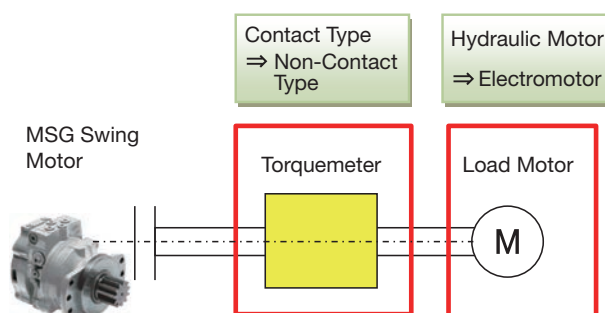 Contact Type
⇒ Non-Contact
Type
Hydraulic Motor
⇒ Electromotor
MSG Swing
Motor
Torquemeter
Load Motor
M